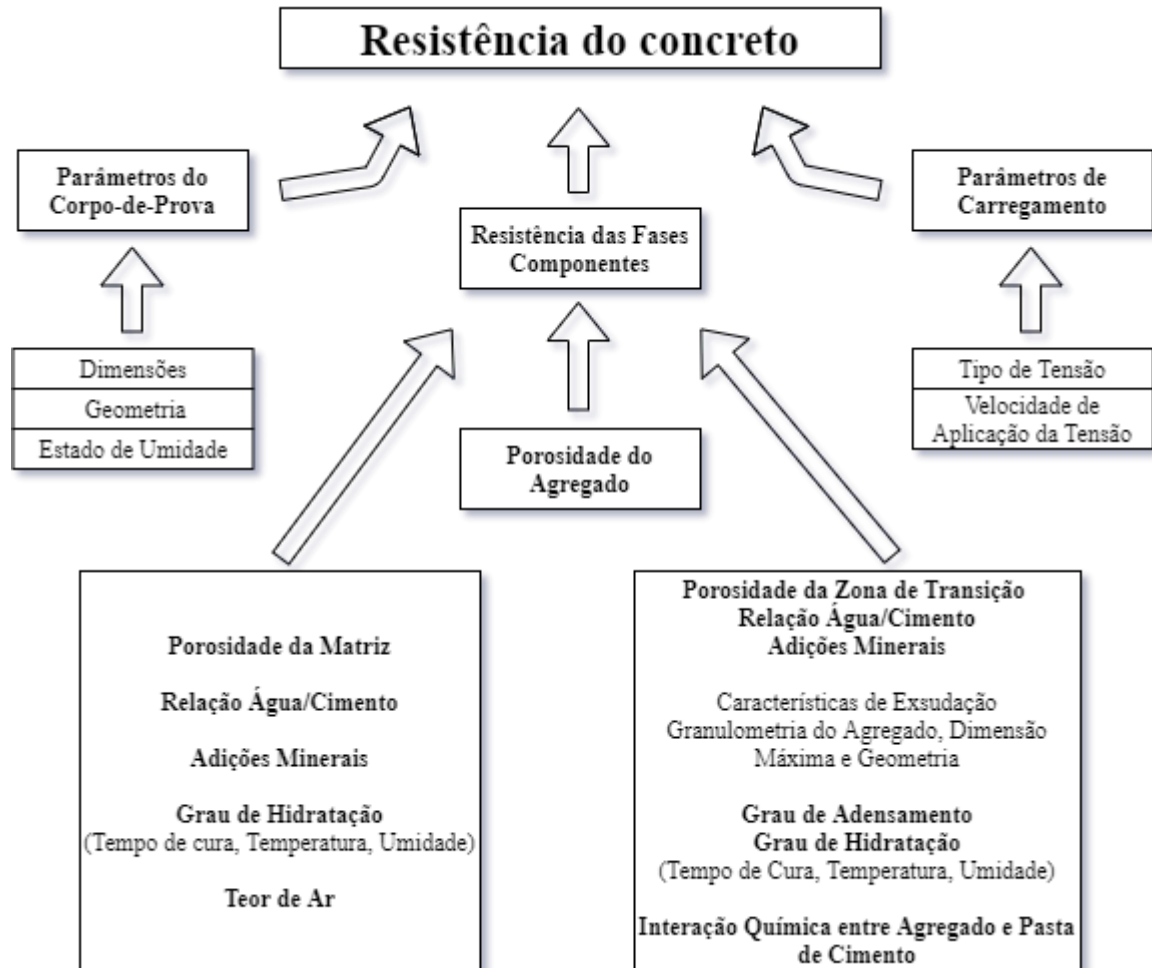 Resistência do concreto
Parâmetros do
Corpo-de-Prova
Resistência das Fases
Componentes
Parâmetros de
Carregamento
Dimensões
Geometria
Estado de Umidade
Porosidade do
Agregado
Tipo de Tensão
Velocidade de
Aplicação da Tensão
Porosidade da Matriz
Relação Água/Cimento
Adições Minerais
Grau de Hidratação
(Tempo de cura, Temperatura, Umidade)
Teor de Ar
Porosidade da Zona de Transição
Relação Água/Cimento
Adições Minerais
Características de Exsudação
Granulometria do Agregado, Dimensão
Máxima e Geometria
Grau de Adensamento
Grau de Hidratação
(Tempo de Cura, Temperatura, Umidade)
Interação Química entre Agregado e Pasta
de Cimento